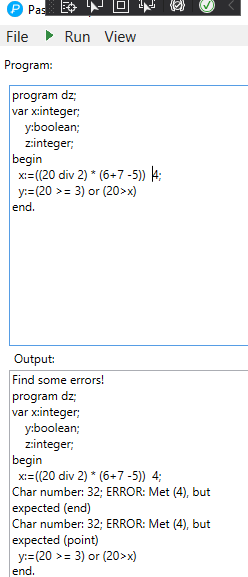 Pas
File Run View
Program:
program dz;
var x:integer;
y:boolean;
z:integer;
begin
x:=((20 div 2) * (6+7 -5)) 4;
y:=(20 >= 3) or (20>x)
end.
Output:
Find some errors!
program dz;
var x:integer;
y:boolean;
z:integer;
begin
x:=((20 div 2) * (6+7 -5)) 4;
Char number: 32; ERROR: Met (4), but
expected (end)
Char number: 32; ERROR: Met (4), but
expected (point)
y:=(20 >= 3) or (20>x)
end.